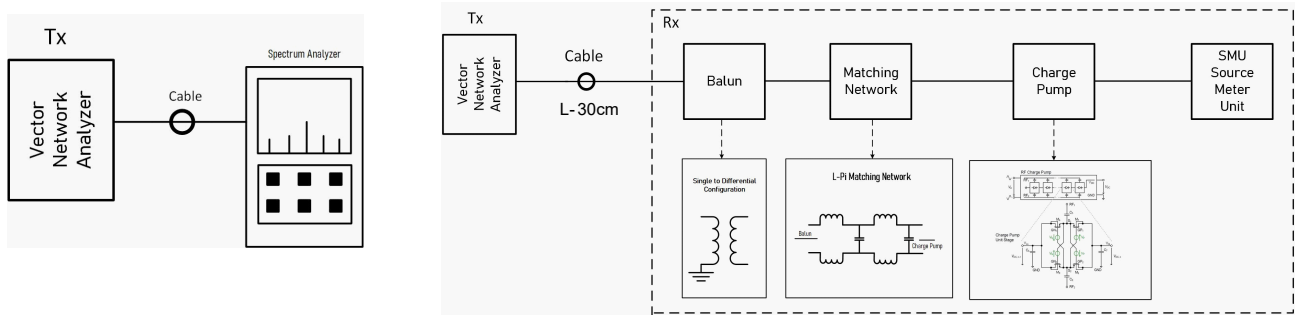 Tx
Vector
Network
Analyzer
Cable
Spectrum Analyzer
Tx
Vector
Network
Analyzer
Cable
L-30cm
Rx
Balun
Matching
Network
Charge
Pump
SMU
Source
Meter
Unit
Single to Differential
Configuration
L-Pi Matching Network
Balun
Charge Pump
RF Charge Pump
GND
Charge Pump
Unit Stage
GND
GND